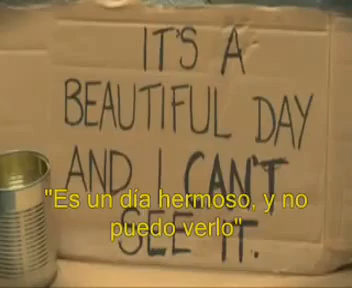 IT'S A
BEAUTIFUL DAY
AND I CAN'T
SEE IT.
"Es un día hermoso, y no
puedo verlo"